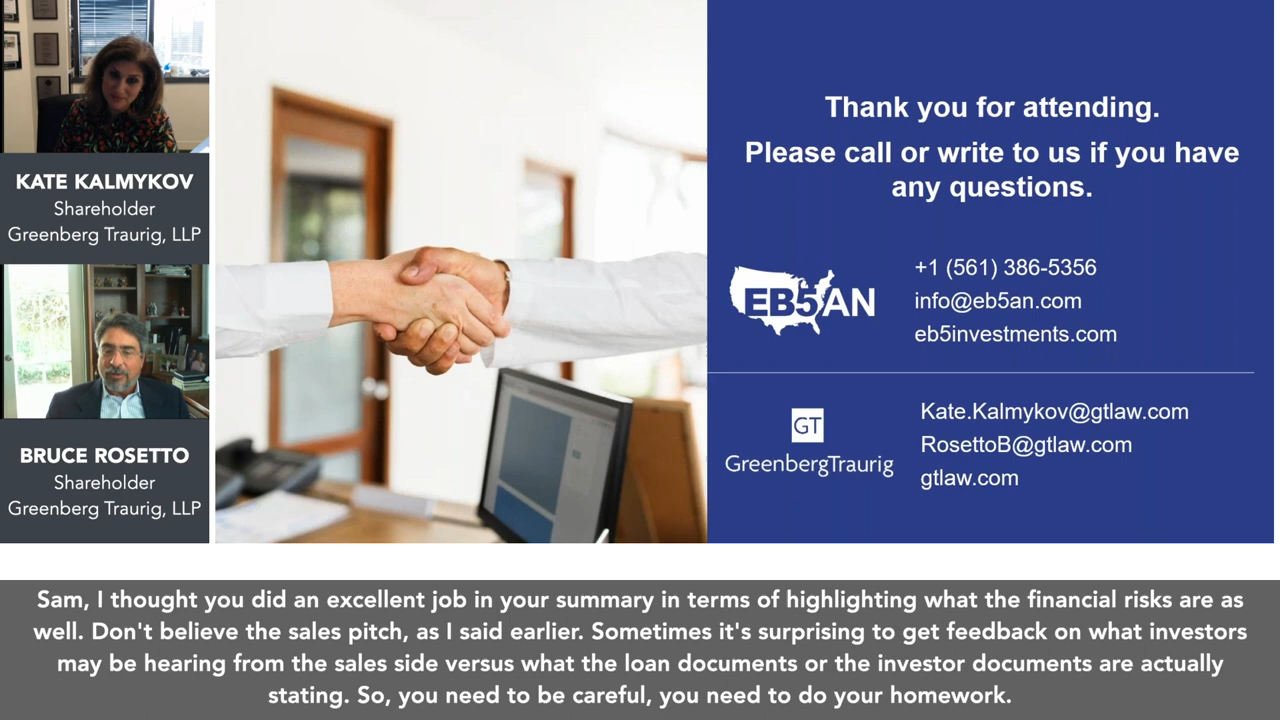 KATE KALMYKOV
Shareholder
Greenberg Traurig, LLP
BRUCE ROSETTO
Shareholder
Greenberg Traurig, LLP
Thank you for attending.
Please call or write to us if you have
any questions.
EB5AN
+1 (561) 386-5356
info@eb5an.com
eb5investments.com
GT
GreenbergTraurig
Kate.Kalmykov@gtlaw.com
RosettoB@gtlaw.com
gtlaw.com
Sam, I thought you did an excellent job in your summary in terms of highlighting what the financial risks are as
well. Don't believe the sales pitch, as I said earlier. Sometimes it's surprising to get feedback on what investors
may be hearing from the sales side versus what the loan documents or the investor documents are actually
stating. So, you need to be careful, you need to do your homework.